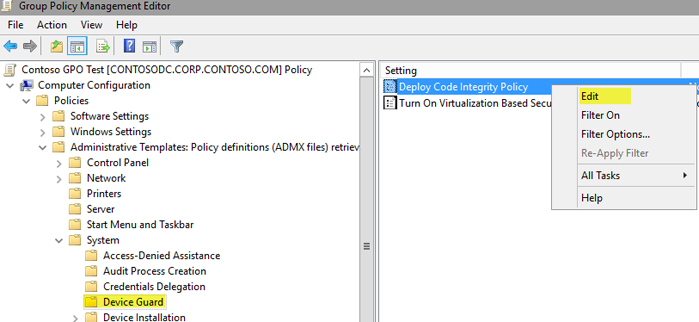 Group Policy Management Editor
File Action View Help
Contoso GPO Test [CONTOSODC.CORP.CONTOSO.COM] Policy
Computer Configuration
Policies
Software Settings
Windows Settings
Administrative Templates: Policy definitions (ADMX files) retrie
Control Panel
Network
Printers
Server
Start Menu and Taskbar
System
Access-Denied Assistance
Audit Process Creation
Credentials Delegation
Device Guard
Device Installation
Setting
Deploy Code Integrity Policy
Turn On Virtualization Based Secu
Edit
Filter On
Filter Options...
Re-Apply Filter
All Tasks
Help